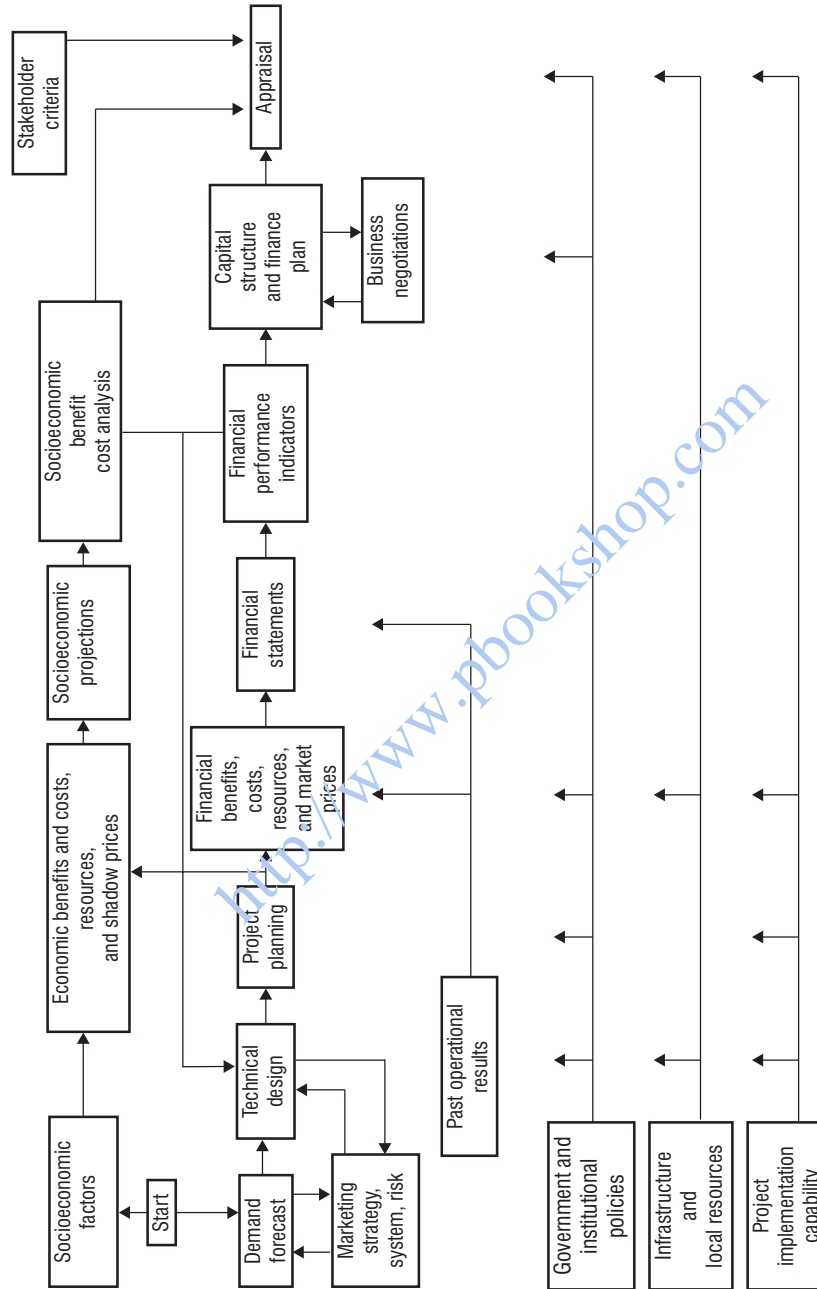 Socioeconomic
factors
Economic benefits and costs,
resources,
and shadow prices
Socioeconomic
projections
Socioeconomic
benefit
cost analysis
Stakeholder
criteria
Start
Demand
forecast
Technical
design
Project
planning
Financial
benefits,
costs,
resources,
and market
prices
Financial
statements
Financial
performance
indicators
Capital
structure
and finance
plan
Appraisal
Marketing
strategy,
system, risk
Business
negotiations
Past operational
results
Government and
institutional
policies
Infrastructure
and
local resources
Project
implementation
capability
http://www.pbookshop.com